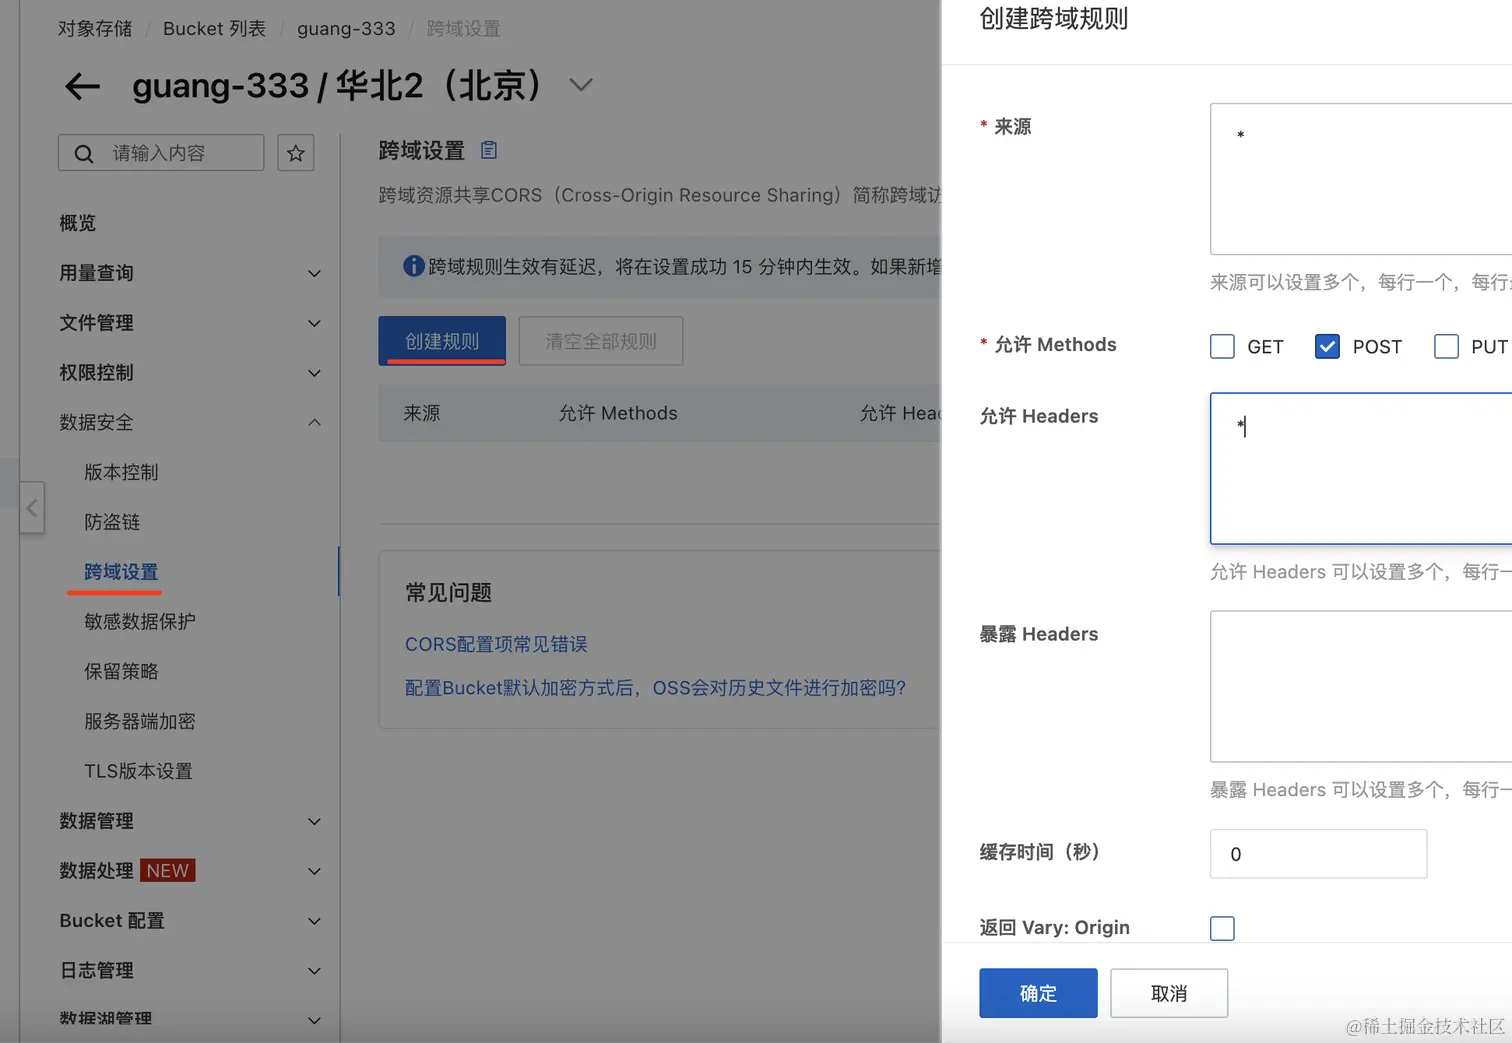 对象存储 / Bucket 列表 / guang-333 / 跨域设置
guang-333 / 华北2（北京）
请输入内容
概览
用量查询
文件管理
权限控制
数据安全
版本控制
防盗链
跨域设置
敏感数据保护
保留策略
服务器端加密
TLS版本设置
数据管理
数据处理 NEW
Bucket 配置
日志管理
数据湖管理
跨域设置
跨域资源共享CORS（Cross-Origin Resource Sharing）简称跨域访
跨域规则生效有延迟，将在设置成功 15 分钟内生效。如果新增
创建规则 清空全部规则
来源 允许 Methods 允许 Head
常见问题
CORS配置项常见错误
配置Bucket默认加密方式后，OSS会对历史文件进行加密吗?
创建跨域规则
* 来源
*
来源可以设置多个，每行一个，每行
* 允许 Methods GET POST PUT
允许 Headers
*
允许 Headers 可以设置多个，每行一
暴露 Headers
暴露 Headers 可以设置多个，每行一
缓存时间（秒） 0
返回 Vary: Origin
确定 取消
@稀土掘金技术社区